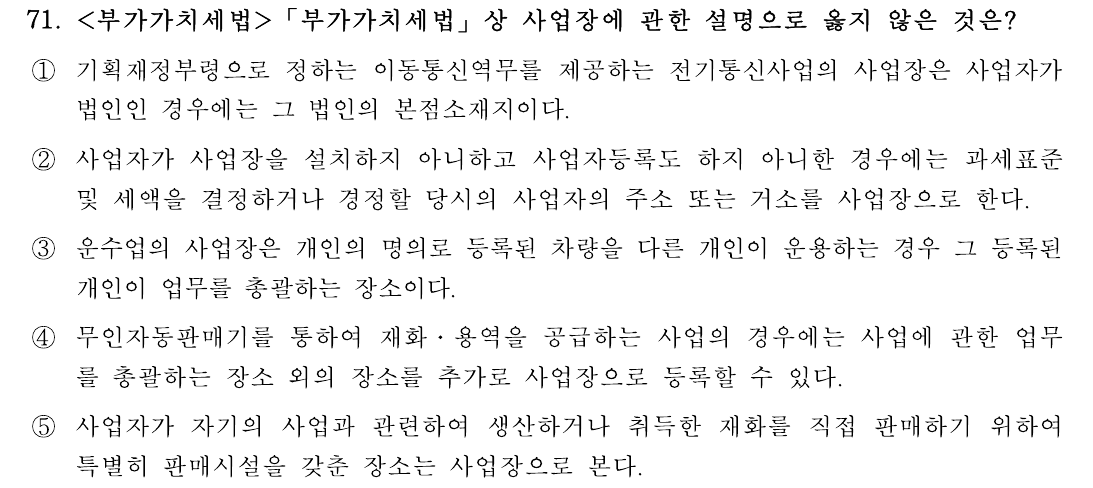 71. <부가가치세법>「부가가치세법」상 사업장에 관한 설명으로 옳지 않은 것은?
① 기획재정부령으로 정하는 이동통신역무를 제공하는 전기통신사업의 사업장은 사업자가
법인인 경우에는 그 법인의 본점소재지이다.
② 사업자가 사업장을 설치하지 아니하고 사업자등록도 하지 아니한 경우에는 과세표준
및 세액을 결정하거나 경정할 당시의 사업자의 주소 또는 거소를 사업장으로 한다.
③ 운수업의 사업장은 개인의 명의로 등록된 차량을 다른 개인이 운용하는 경우 그 등록된
개인이 업무를 총괄하는 장소이다.
④ 무인자동판매기를 통하여 재화·용역을 공급하는 사업의 경우에는 사업에 관한 업무
를 총괄하는 장소 외의 장소를 추가로 사업장으로 등록할 수 있다.
⑤ 사업자가 자기의 사업과 관련하여 생산하거나 취득한 재화를 직접 판매하기 위하여
특별히 판매시설을 갖춘 장소는 사업장으로 본다.